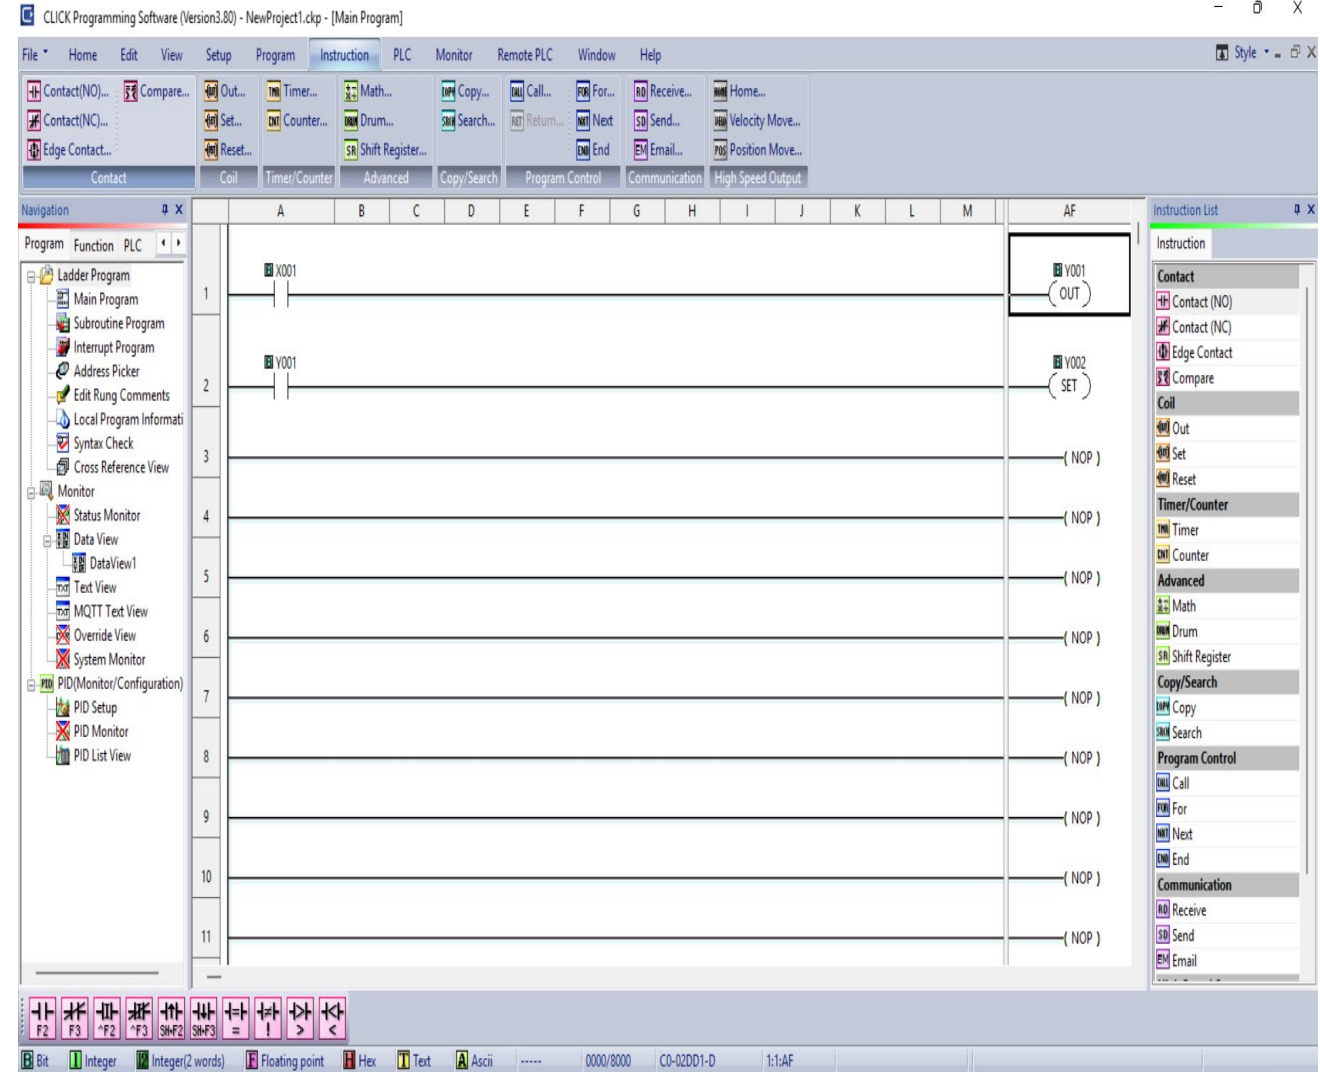 CLICK Programming Software (Version3.80) - NewProject1.ckp - [Main Program]
File Home Edit View Setup Program Instruction PLC Monitor Remote PLC Window Help Style
Contact(NO)... Compare... Out... Timer... Math... Copy... Call... For... Receive... Home...
Contact(NC)... Set... Counter... Drum... Search... Return... Next Send... Velocity Move...
Edge Contact... Reset... Shift Register... End Email... Position Move...
Contact Coil Timer/Counter Advanced Copy/Search Program Control Communication High Speed Output
Navigation
Program Function PLC
Ladder Program
Main Program
Subroutine Program
Interrupt Program
Address Picker
Edit Rung Comments
Local Program Informati
Syntax Check
Cross Reference View
Monitor
Status Monitor
Data View
DataView1
Text View
MQTT Text View
Override View
System Monitor
PID(Monitor/Configuration)
PID Setup
PID Monitor
PID List View
A B C D E F G H I J K L M AF
X001 Y001
1 OUT
Y001 Y002
2 SET
3 ( NOP )
4 ( NOP )
5 ( NOP )
6 ( NOP )
7 ( NOP )
8 ( NOP )
9 ( NOP )
10 ( NOP )
11 ( NOP )
Instruction List
Instruction
Contact
Contact (NO)
Contact (NC)
Edge Contact
Compare
Coil
Out
Set
Reset
Timer/Counter
Timer
Counter
Advanced
Math
Drum
Shift Register
Copy/Search
Copy
Search
Program Control
Call
For
Next
End
Communication
Receive
Send
Email
F2 F3 ^F2 ^F3 SH+F2 SH+F3 = ! > <
Bit Integer Integer(2 words) Floating point Hex Text Ascii ----- 0000/8000 C0-02DD1-D 1:1:AF